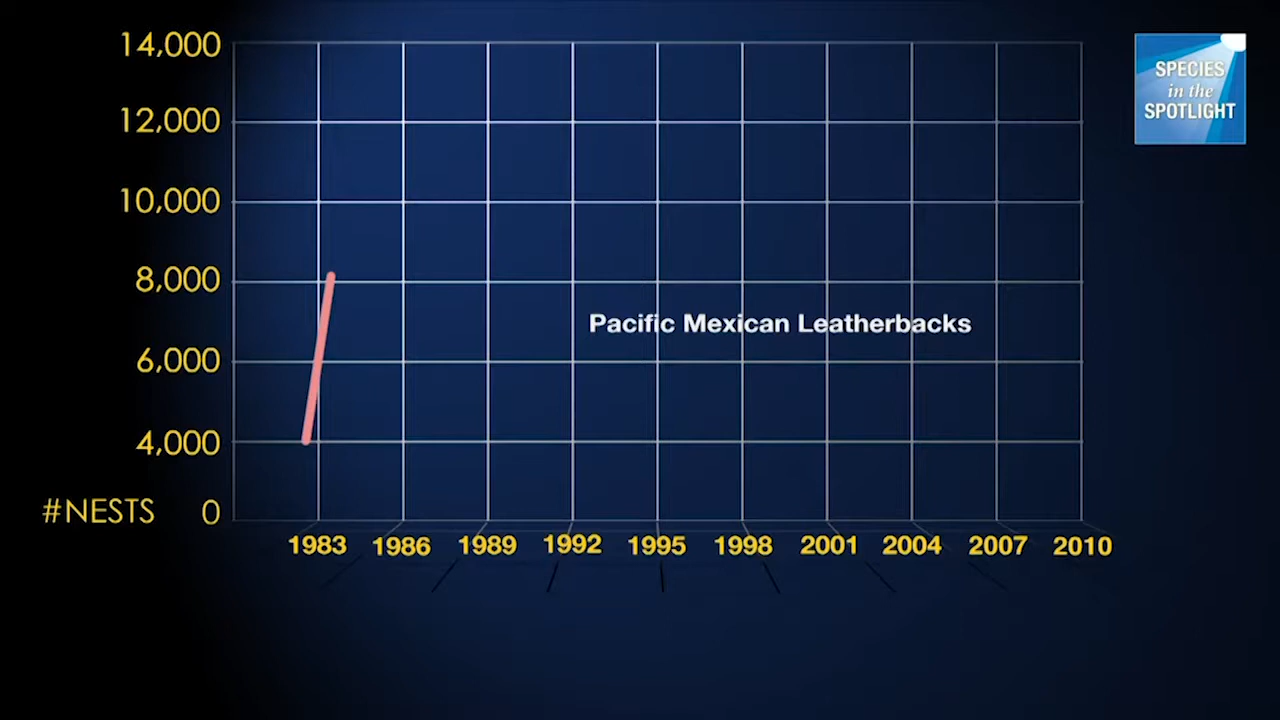 14,000
12,000
10,000
8,000
6,000
4,000
#NESTS 0
1983 1986 1989 1992 1995 1998 2001 2004 2007 2010
Pacific Mexican Leatherbacks
SPECIES
in the
SPOTLIGHT